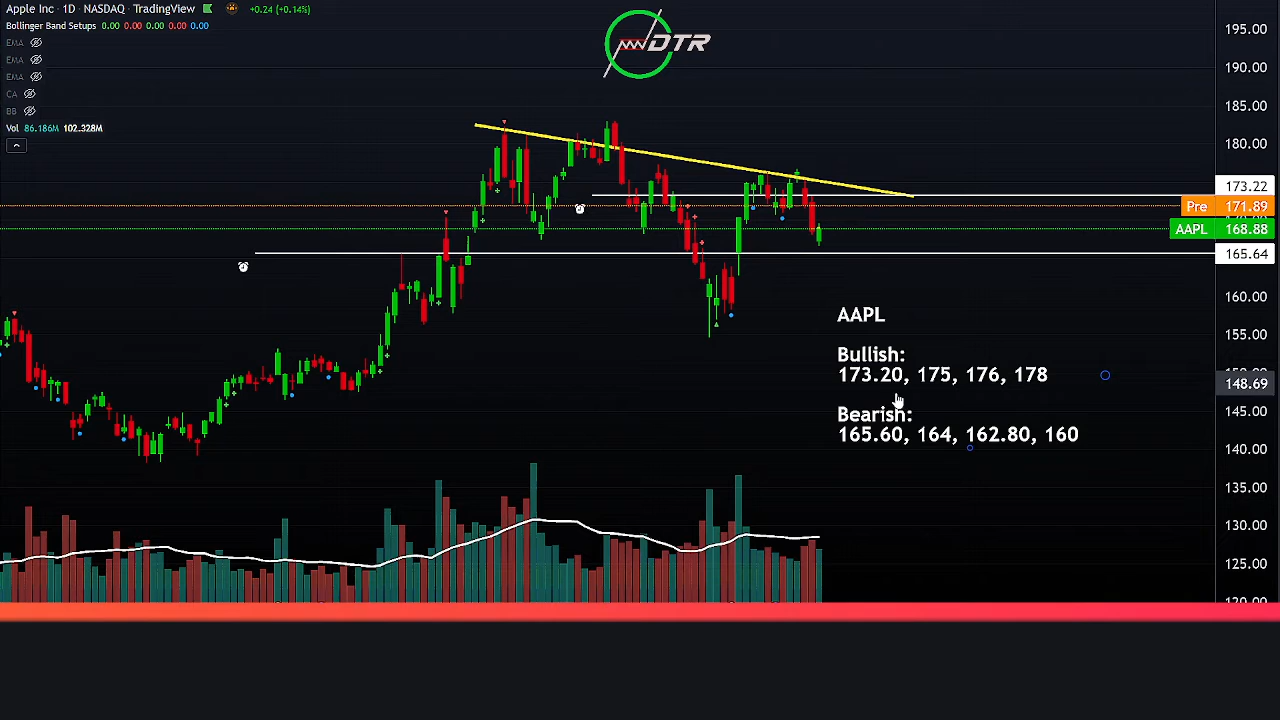 Apple Inc · 1D · NASDAQ · TradingView +0.24 (+0.14%)
Bollinger Band Setups 0.00 0.00 0.00 0.00 0.00
EMA
EMA
EMA
CA
BB
Vol 86.186M 102.328M
DTR
195.00
190.00
185.00
180.00
173.22
Pre 171.89
AAPL 168.88
165.64
160.00
155.00
148.69
145.00
140.00
135.00
130.00
125.00
120.00
AAPL
Bullish:
173.20, 175, 176, 178
Bearish:
165.60, 164, 162.80, 160